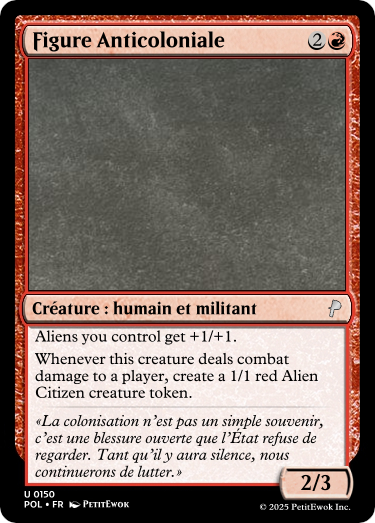 Figure Anticoloniale 2
Créature : humain et militant
Aliens you control get +1/+1.
Whenever this creature deals combat
damage to a player, create a 1/1 red Alien
Citizen creature token.
«La colonisation n'est pas un simple souvenir,
c'est une blessure ouverte que l'État refuse de
regarder. Tant qu'il y aura silence, nous
continuerons de lutter.»
2/3
U 0150
POL • FR PetitEwok
© 2025 PetitEwok Inc.